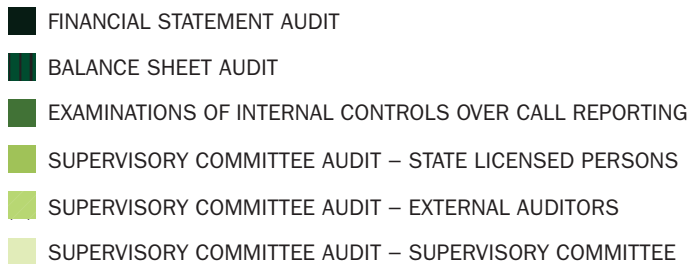 FINANCIAL STATEMENT AUDIT
BALANCE SHEET AUDIT
EXAMINATIONS OF INTERNAL CONTROLS OVER CALL REPORTING
SUPERVISORY COMMITTEE AUDIT – STATE LICENSED PERSONS
SUPERVISORY COMMITTEE AUDIT – EXTERNAL AUDITORS
SUPERVISORY COMMITTEE AUDIT – SUPERVISORY COMMITTEE